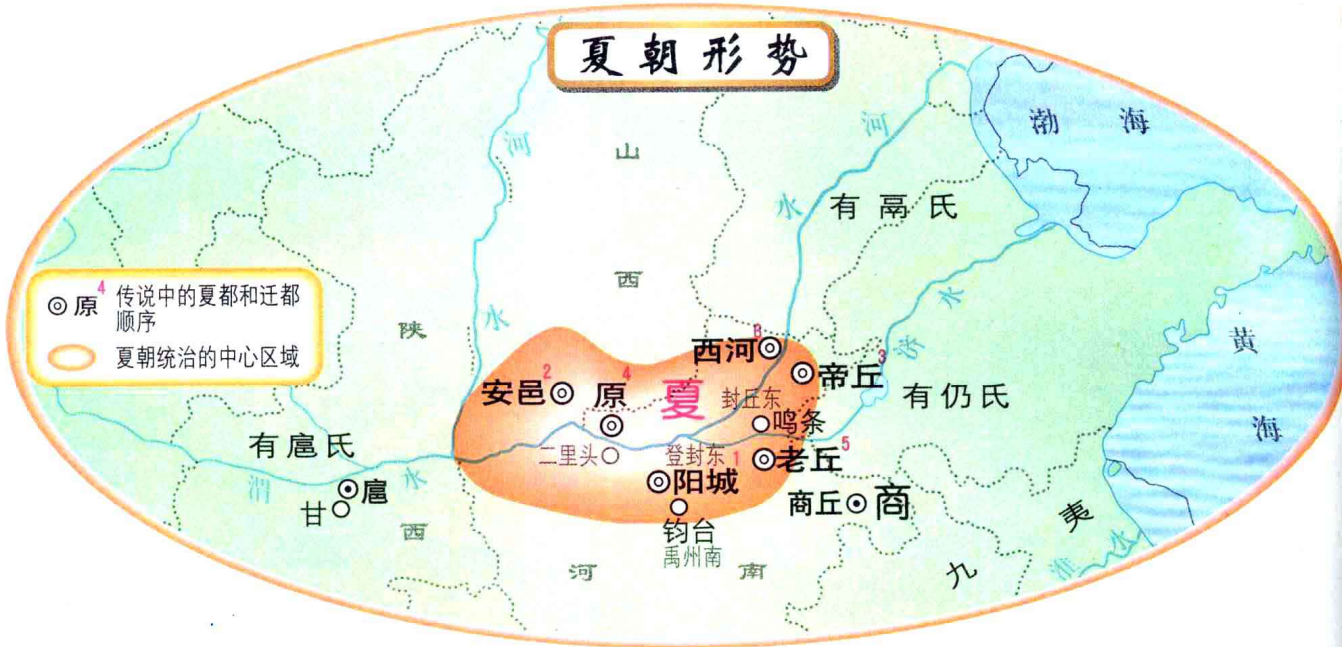 夏朝形势
渤海
黄海
河水
河水
济水
渭水
淮水
山西
陕西
河南
有鬲氏
有仍氏
有扈氏
九夷
原4 传说中的夏都和迁都
顺序
夏朝统治的中心区域
夏
西河6
帝丘3
安邑2
原4
封丘东
鸣条
二里头
登封东
阳城1
老丘5
商丘
商
钧台
禹州南
扈
甘